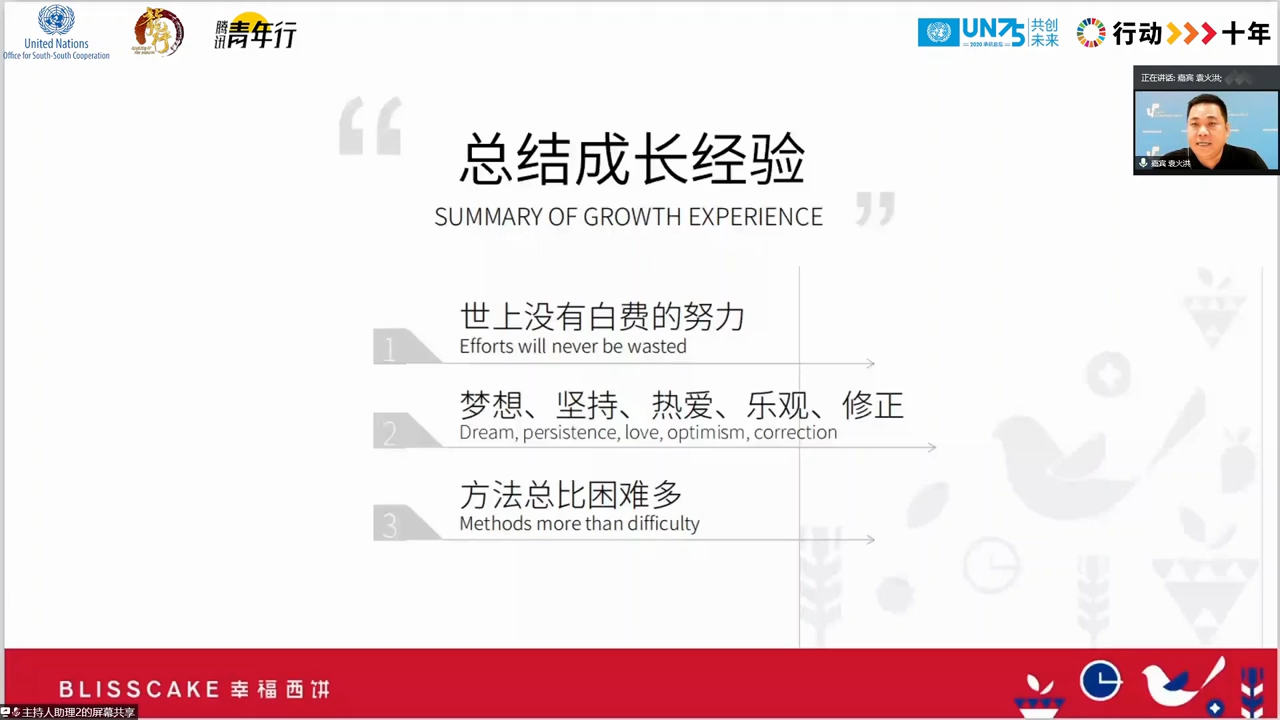 United Nations
Office for South-South Cooperation
腾讯
青年行
UN75
2020
共创
未来
行动
十年
正在讲话: 嘉宾 袁火洪;
嘉宾 袁火洪
总结成长经验
SUMMARY OF GROWTH EXPERIENCE
1
世上没有白费的努力
Efforts will never be wasted
2
梦想、坚持、热爱、乐观、修正
Dream, persistence, love, optimism, correction
3
方法总比困难多
Methods more than difficulty
BLISSCAKE 幸福西饼
主持人助理2的屏幕共享